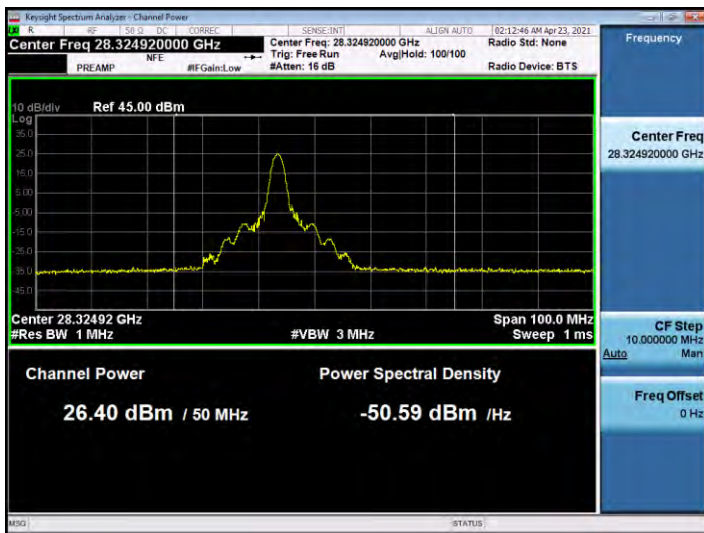 Keysight Spectrum Analyzer - Channel Power
R RF 50 Ω DC CORREC SENSE:INT ALIGN AUTO 02:12:46 AM Apr 23, 2021
Center Freq 28.324920000 GHz
Center Freq: 28.324920000 GHz
Radio Std: None
NFE
Trig: Free Run Avg|Hold: 100/100
PREAMP #IFGain:Low #Atten: 16 dB Radio Device: BTS
10 dB/div Ref 45.00 dBm
Log
35.0
25.0
15.0
5.00
-5.00
-15.0
-25.0
-35.0
-45.0
Center 28.32492 GHz Span 100.0 MHz
#Res BW 1 MHz #VBW 3 MHz Sweep 1 ms
Channel Power Power Spectral Density
26.40 dBm / 50 MHz -50.59 dBm /Hz
MSG STATUS
Frequency
Center Freq
28.324920000 GHz
CF Step
10.000000 MHz
Auto Man
Freq Offset
0 Hz